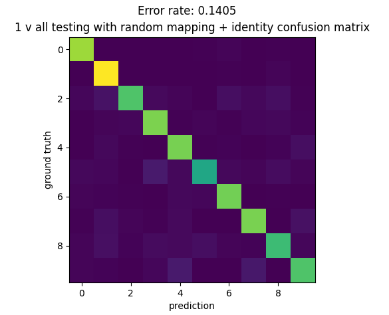 Error rate: 0.1405
1 v all testing with random mapping + identity confusion matrix
0
2
4
6
8
ground truth
0 2 4 6 8
prediction